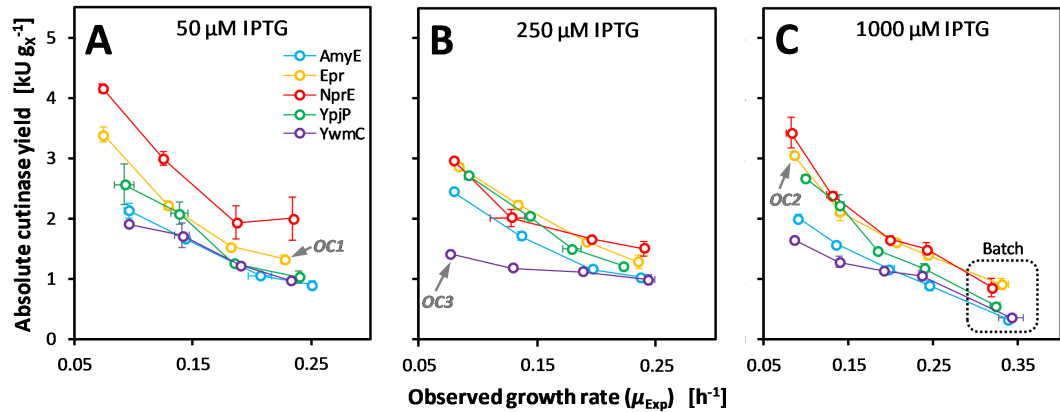 A
50 µM IPTG
AmyE
Epr
NprE
YpjP
YwmC
OC1
B
250 µM IPTG
OC3
C
1000 µM IPTG
OC2
Batch
Absolute cutinase yield [kU gₓ⁻¹]
5
4
3
2
1
0
0.05 0.15 0.25
0.05 0.15 0.25
0.05 0.15 0.25 0.35
Observed growth rate (µExp) [h⁻¹]